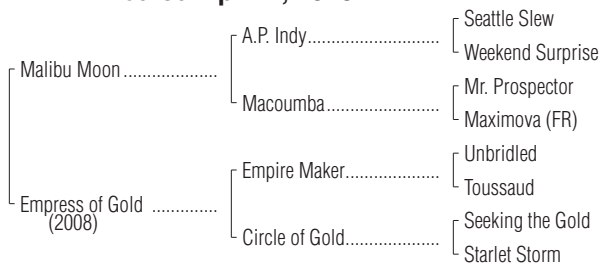 Seattle Slew
A.P. Indy
Weekend Surprise
Malibu Moon
Mr. Prospector
Macoumba
Maximova (FR)
Unbridled
Empire Maker
Toussaud
Empress of Gold
(2008)
Seeking the Gold
Circle of Gold
Starlet Storm